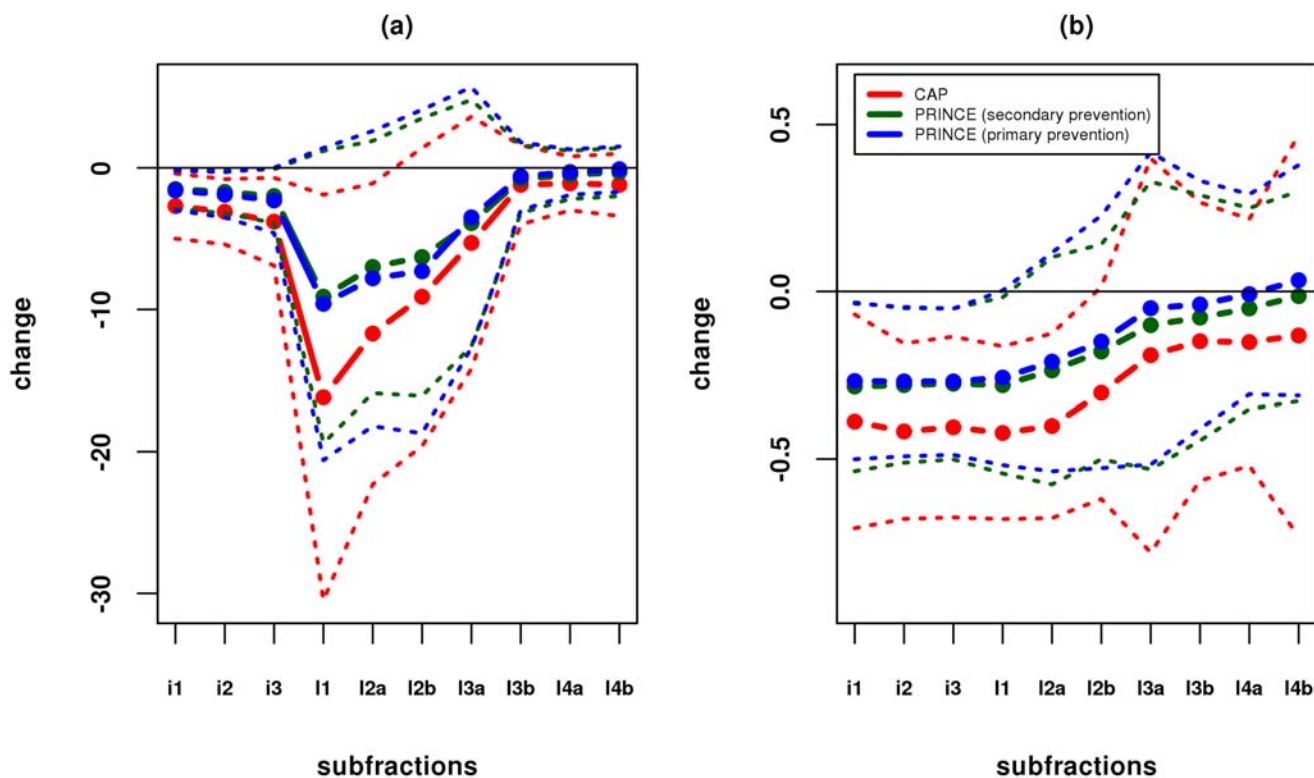 (a)
0
-10
-20
-30
change
i1 i2 i3 l1 l2a l2b l3a l3b l4a l4b
subfractions
(b)
CAP
PRINCE (secondary prevention)
PRINCE (primary prevention)
0.5
0.0
-0.5
change
i1 i2 i3 l1 l2a l2b l3a l3b l4a l4b
subfractions